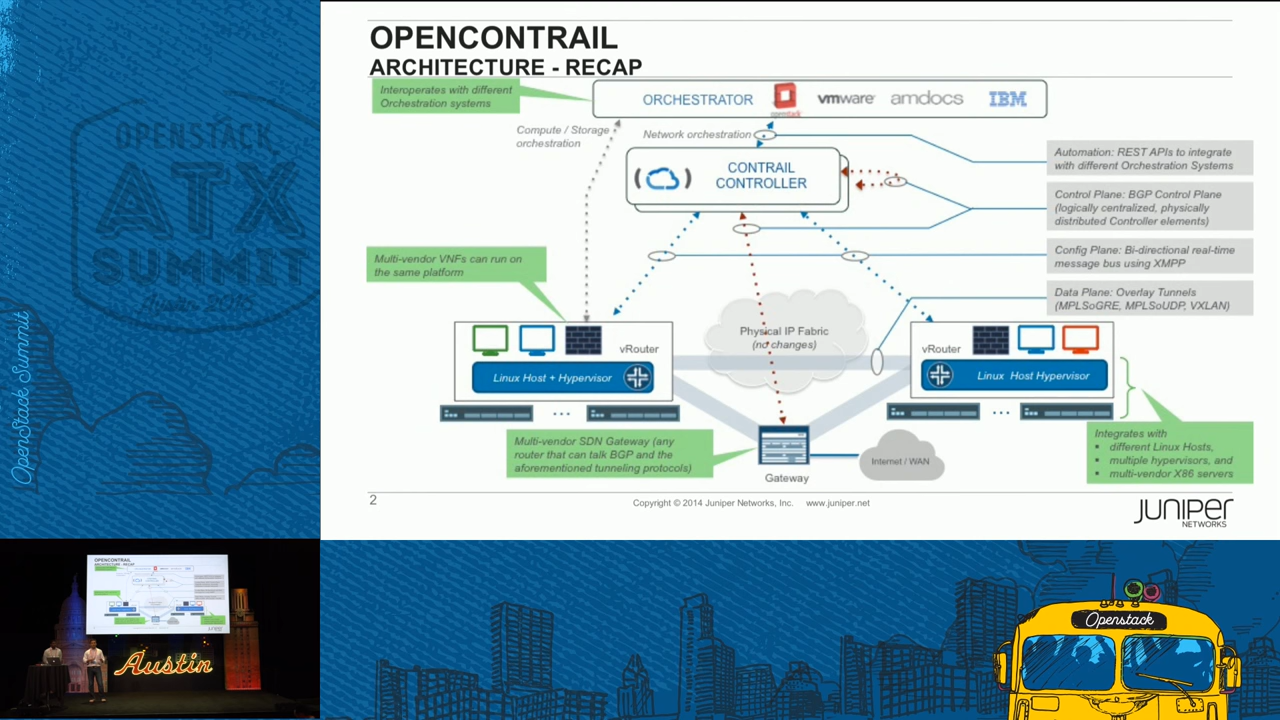 OPENCONTRAIL
ARCHITECTURE - RECAP
Interoperates with different
Orchestration systems
ORCHESTRATOR
openstack
vmware
amdocs
IBM
Compute / Storage
orchestration
Network orchestration
CONTRAIL
CONTROLLER
Automation: REST APIs to integrate
with different Orchestration Systems
Control Plane: BGP Control Plane
(logically centralized, physically
distributed Controller elements)
Config Plane: Bi-directional real-time
message bus using XMPP
Data Plane: Overlay Tunnels
(MPLSoGRE, MPLSoUDP, VXLAN)
Multi-vendor VNFs can run on
the same platform
Physical IP Fabric
(no changes)
vRouter
Linux Host + Hypervisor
...
vRouter
Linux Host Hypervisor
...
Multi-vendor SDN Gateway (any
router that can talk BGP and the
aforementioned tunneling protocols)
Gateway
Internet / WAN
Integrates with
▪ different Linux Hosts,
▪ multiple hypervisors, and
▪ multi-vendor X86 servers
2
Copyright © 2014 Juniper Networks, Inc. www.juniper.net
JUNIPER
NETWORKS
OPENSTACK
ATX
SUMMIT
OpenStack Summit
OPENCONTRAIL
ARCHITECTURE - RECAP
Austin
Openstack